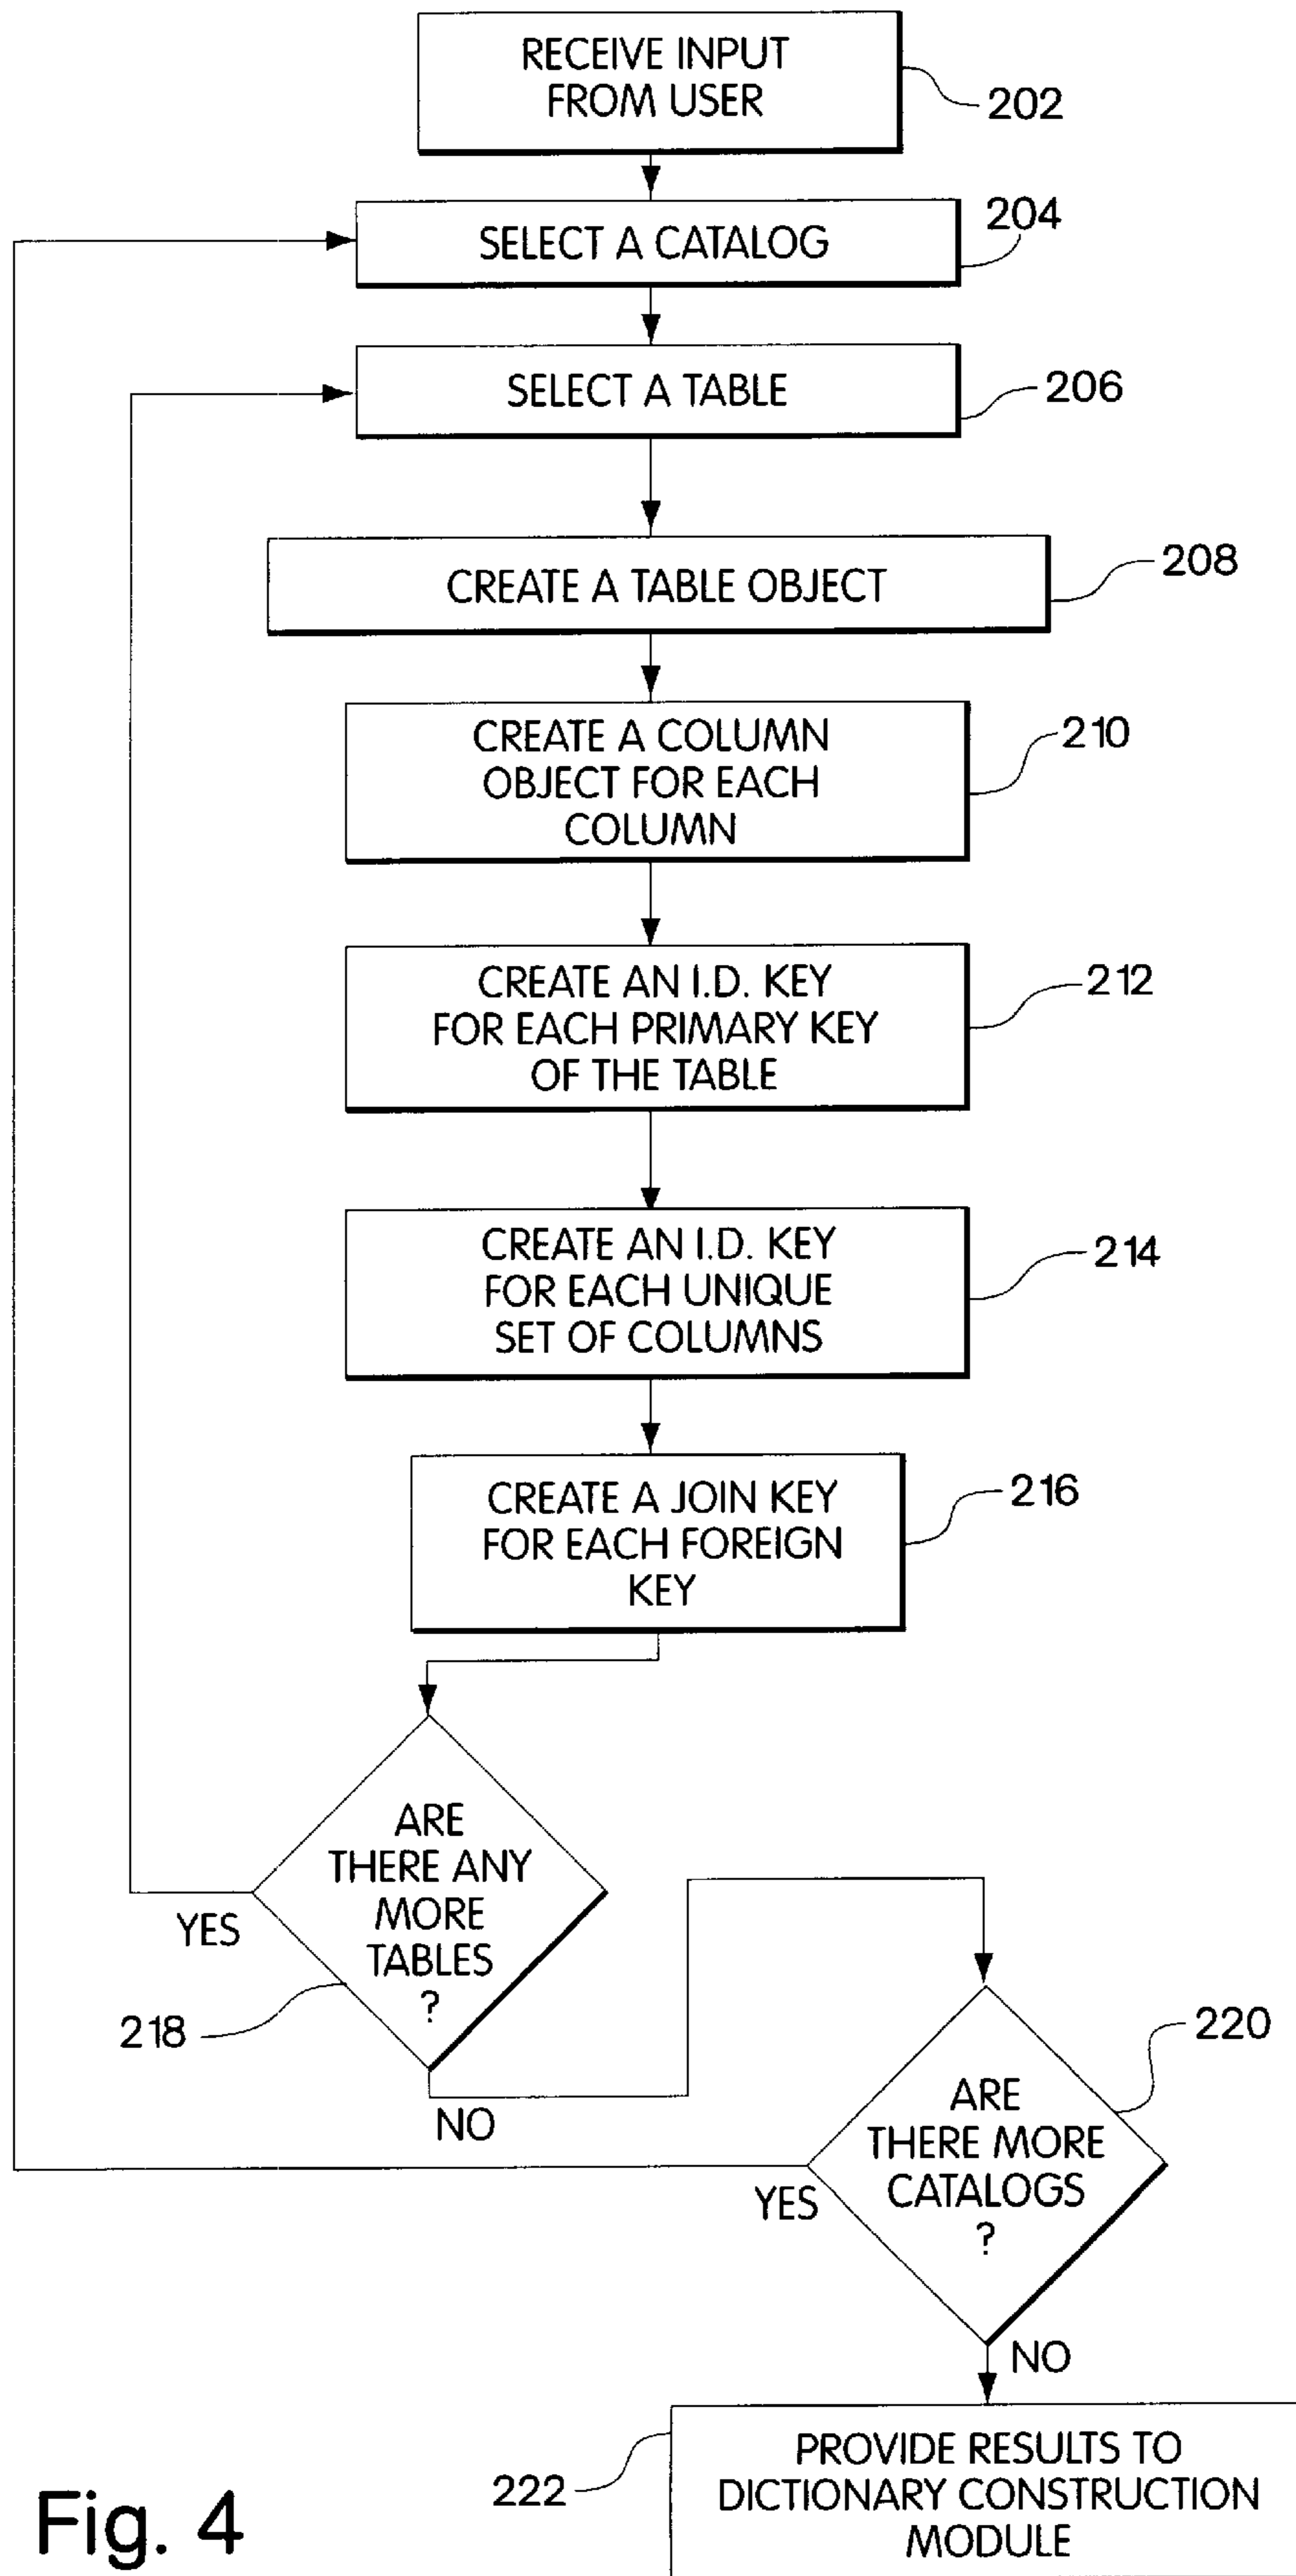 RECEIVE INPUT
FROM USER
202
SELECT A CATALOG
204
SELECT A TABLE
206
CREATE A TABLE OBJECT
208
CREATE A COLUMN
OBJECT FOR EACH
COLUMN
210
CREATE AN I.D. KEY
FOR EACH PRIMARY KEY
OF THE TABLE
212
CREATE AN I.D. KEY
FOR EACH UNIQUE
SET OF COLUMNS
214
CREATE A JOIN KEY
FOR EACH FOREIGN
KEY
216
ARE
THERE ANY
MORE
TABLES
?
YES
218
NO
220
ARE
THERE MORE
CATALOGS
?
YES
NO
222
PROVIDE RESULTS TO
DICTIONARY CONSTRUCTION
MODULE
Fig. 4